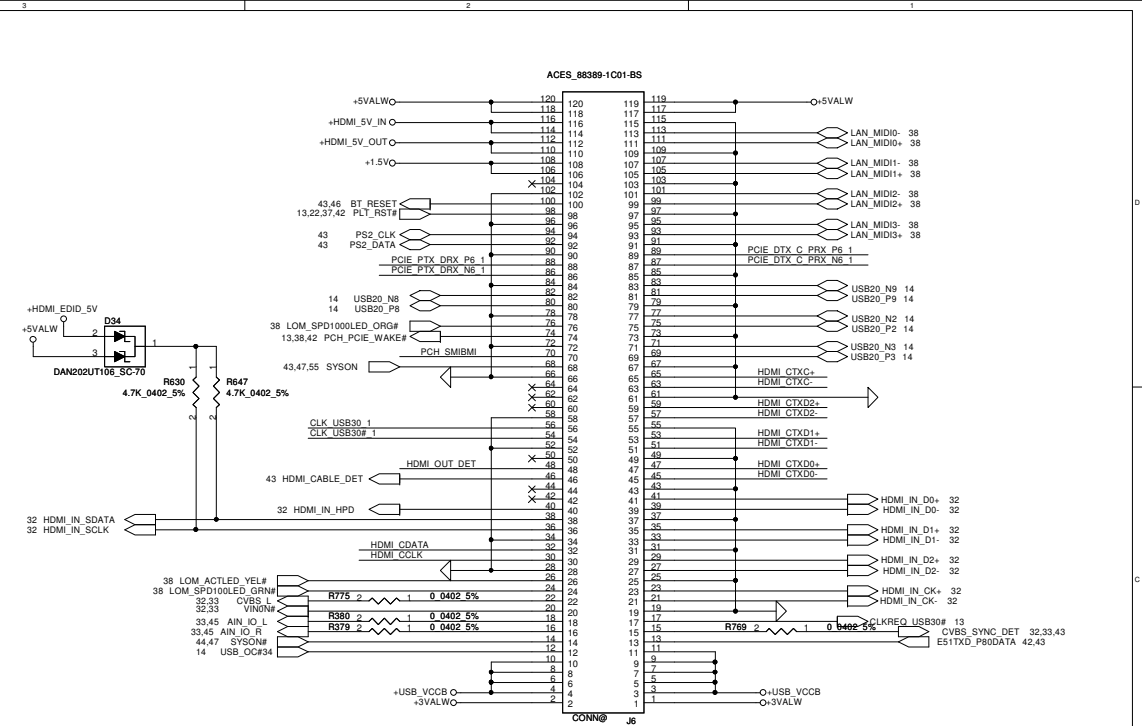 3 2 1
ACES_88389-1C01-BS
+5VALW 120 120 119 119 +5VALW
118 118 117 117
+HDMI_5V_IN 116 116 115 115
114 114 113 113 LAN_MIDI0- 38
+HDMI_5V_OUT 112 112 111 111 LAN_MIDI0+ 38
110 110 109 109
+1.5V 108 108 107 107 LAN_MIDI1- 38
106 106 105 105 LAN_MIDI1+ 38
104 104 103 103
102 102 101 101 LAN_MIDI2- 38
43,46 BT_RESET 100 100 99 99 LAN_MIDI2+ 38
13,22,37,42 PLT_RST# 98 98 97 97
96 96 95 95 LAN_MIDI3- 38
43 PS2_CLK 94 94 93 93 LAN_MIDI3+ 38
43 PS2_DATA 92 92 91 91
90 90 89 89 PCIE_DTX_C_PRX_P6_1
PCIE_PTX_DRX_P6_1 88 88 87 87 PCIE_DTX_C_PRX_N6_1
PCIE_PTX_DRX_N6_1 86 86 85 85
84 84 83 83 USB20_N9 14
14 USB20_N8 82 82 81 81 USB20_P9 14
14 USB20_P8 80 80 79 79
78 78 77 77 USB20_N2 14
38 LOM_SPD1000LED_ORG# 76 76 75 75 USB20_P2 14
13,38,42 PCH_PCIE_WAKE# 74 74 73 73
72 72 71 71 USB20_N3 14
PCH_SMIBMI 70 70 69 69 USB20_P3 14
43,47,55 SYSON 68 68 67 67
66 66 65 65 HDMI_CTXC+
64 64 63 63 HDMI_CTXC-
62 62 61 61
60 60 59 59 HDMI_CTXD2+
58 58 57 57 HDMI_CTXD2-
CLK_USB30_1 56 56 55 55
CLK_USB30#_1 54 54 53 53 HDMI_CTXD1+
52 52 51 51 HDMI_CTXD1-
50 50 49 49
HDMI_OUT_DET 48 48 47 47 HDMI_CTXD0+
43 HDMI_CABLE_DET 46 46 45 45 HDMI_CTXD0-
44 44 43 43
42 42 41 41 HDMI_IN_D0+ 32
32 HDMI_IN_HPD 40 40 39 39 HDMI_IN_D0- 32
32 HDMI_IN_SDATA 38 38 37 37
32 HDMI_IN_SCLK 36 36 35 35 HDMI_IN_D1+ 32
34 34 33 33 HDMI_IN_D1- 32
HDMI_CDATA 32 32 31 31
HDMI_CCLK 30 30 29 29 HDMI_IN_D2+ 32
28 28 27 27 HDMI_IN_D2- 32
38 LOM_ACTLED_YEL# 26 26 25 25
38 LOM_SPD100LED_GRN# 24 24 23 23 HDMI_IN_CK+ 32
32,33 CVBS_L R775 2 1 0_0402_5% 22 22 21 21 HDMI_IN_CK- 32
32,33 VIN0N# 20 20 19 19
33,45 AIN_IO_L R380 2 1 0_0402_5% 18 18 17 17 CLKREQ_USB30# 13
33,45 AIN_IO_R R379 2 1 0_0402_5% 16 16 15 15 R769 2 1 0_0402_5% CVBS_SYNC_DET 32,33,43
44,47 SYSON# 14 14 13 13 E51TXD_P80DATA 42,43
14 USB_OC#34 12 12 11 11
10 10 9 9
8 8 7 7
6 6 5 5
+USB_VCCB 4 4 3 3 +USB_VCCB
+3VALW 2 2 1 1 +3VALW
CONN@ J6
+HDMI_EDID_5V
+5VALW
D34
2
3
1
DAN202UT106_SC-70
R630
4.7K_0402_5%
1
2
R647
4.7K_0402_5%
1
2
D
C